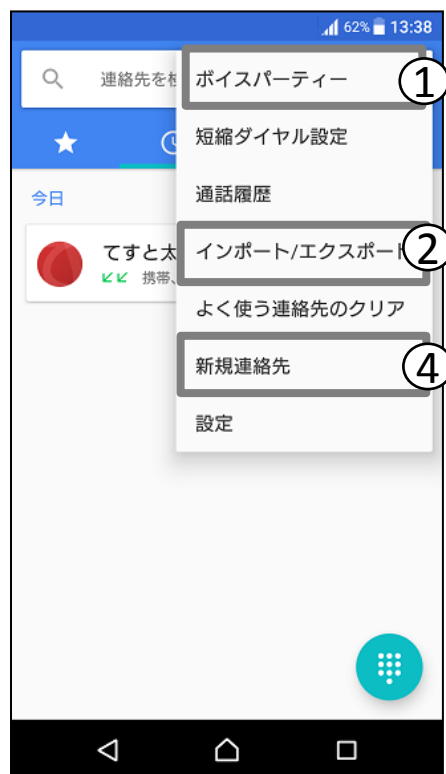 62% 13:38
連絡先を検
ボイスパーティー ①
短縮ダイヤル設定
今日
通話履歴
てすと太
携帯、
インポート/エクスポート ②
よく使う連絡先のクリア
新規連絡先 ④
設定